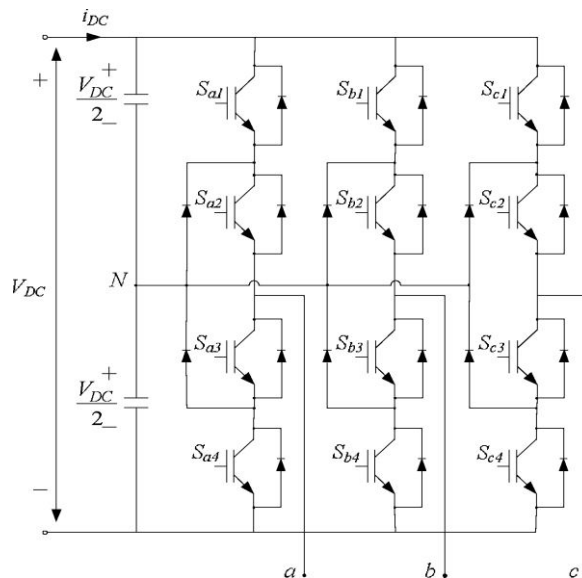 i_DC
+
V_DC
2
+
–
S_a1
S_b1
S_c1
S_a2
S_b2
S_c2
V_DC
N
S_a3
S_b3
S_c3
V_DC
2
+
–
S_a4
S_b4
S_c4
–
a
b
c